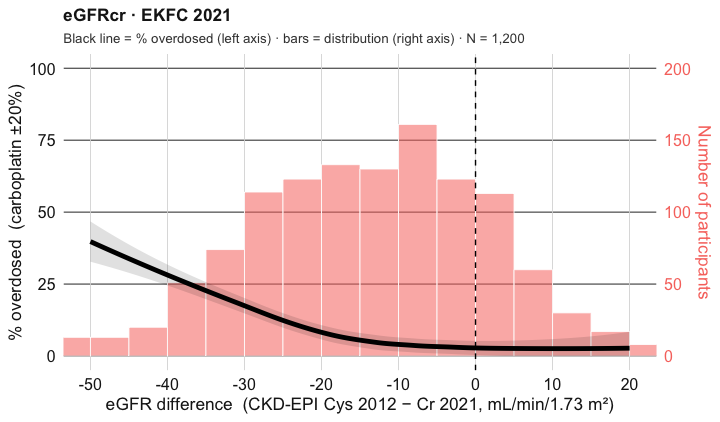 eGFRcr · EKFC 2021
Black line = % overdosed (left axis) · bars = distribution (right axis) · N = 1,200
% overdosed (carboplatin ±20%)
100
75
50
25
0
200
150
100
50
0
Number of participants
-50 -40 -30 -20 -10 0 10 20
eGFR difference (CKD-EPI Cys 2012 − Cr 2021, mL/min/1.73 m²)